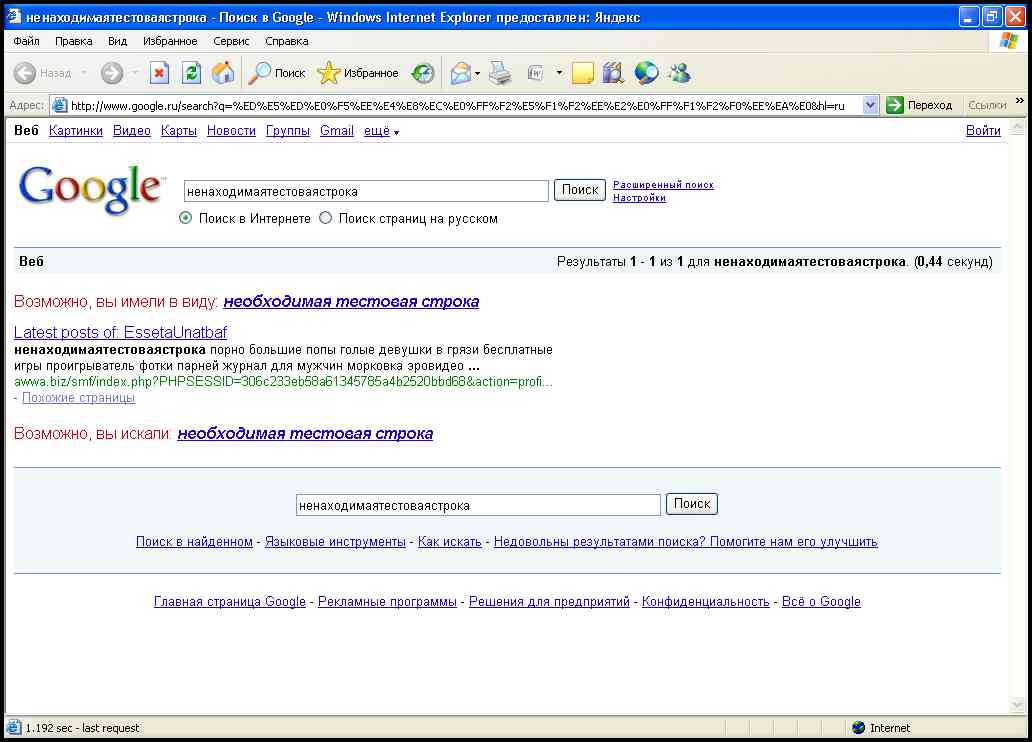 ненаходимаятестоваястрока - Поиск в Google - Windows Internet Explorer предоставлен: Яндекс
Файл Правка Вид Избранное Сервис Справка
Назад Поиск Избранное
Адрес: http://www.google.ru/search?q=%ED%E5%ED%E0%F5%EE%E4%E8%EC%E0%FF%F2%E5%F1%F2%EE%E2%E0%FF%F1%F2%F0%EE%EA%E0&hl=ru Переход Ссылки »
Веб Картинки Видео Карты Новости Группы Gmail ещё Войти
Google™ ненаходимаятестоваястрока Поиск Расширенный поиск
Настройки
Поиск в Интернете Поиск страниц на русском
Веб Результаты 1 - 1 из 1 для ненаходимаятестоваястрока. (0,44 секунд)
Возможно, вы имели в виду: необходимая тестовая строка
Latest posts of: EssetaUnatbaf
ненаходимаятестоваястрока порно большие попы голые девушки в грязи бесплатные
игры проигрыватель фотки парней журнал для мужчин морковка эровидео ...
awwa.biz/smf/index.php?PHPSESSID=306c233eb58a61345785a4b2520bbd68&action=profi...
- Похожие страницы
Возможно, вы искали: необходимая тестовая строка
ненаходимаятестоваястрока Поиск
Поиск в найденном - Языковые инструменты - Как искать - Недовольны результатами поиска? Помогите нам его улучшить
Главная страница Google - Рекламные программы - Решения для предприятий - Конфиденциальность - Всё о Google
1.192 sec - last request Internet